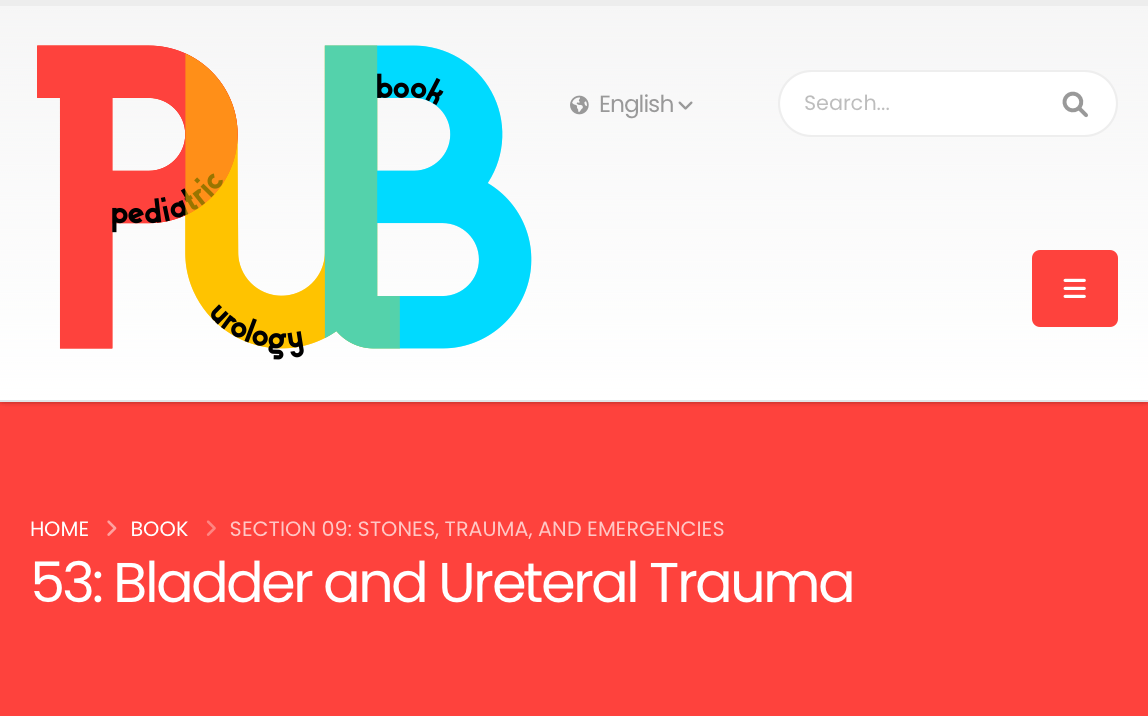 PUB
pediatric
urology
book
English
Search...
HOME BOOK SECTION 09: STONES, TRAUMA, AND EMERGENCIES
53: Bladder and Ureteral Trauma